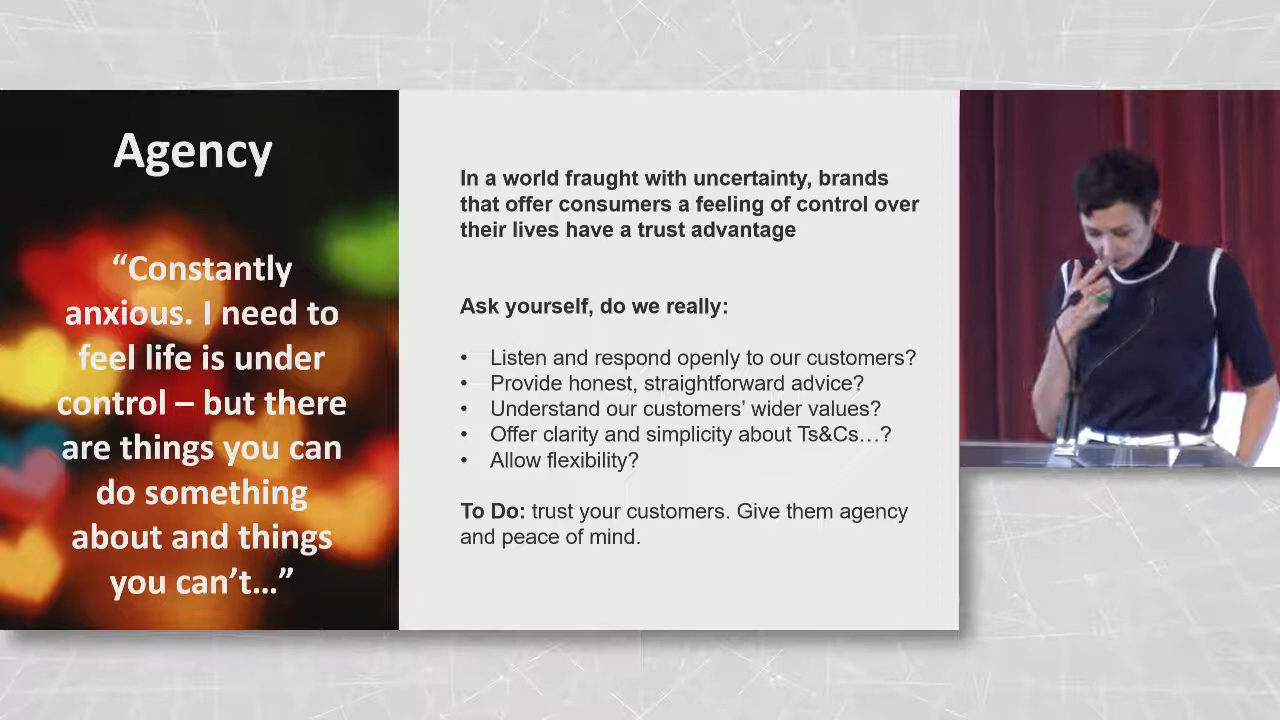 Agency
“Constantly
anxious. I need to
feel life is under
control – but there
are things you can
do something
about and things
you can’t…”
In a world fraught with uncertainty, brands
that offer consumers a feeling of control over
their lives have a trust advantage
Ask yourself, do we really:
• Listen and respond openly to our customers?
• Provide honest, straightforward advice?
• Understand our customers’ wider values?
• Offer clarity and simplicity about Ts&Cs…?
• Allow flexibility?
To Do: trust your customers. Give them agency
and peace of mind.